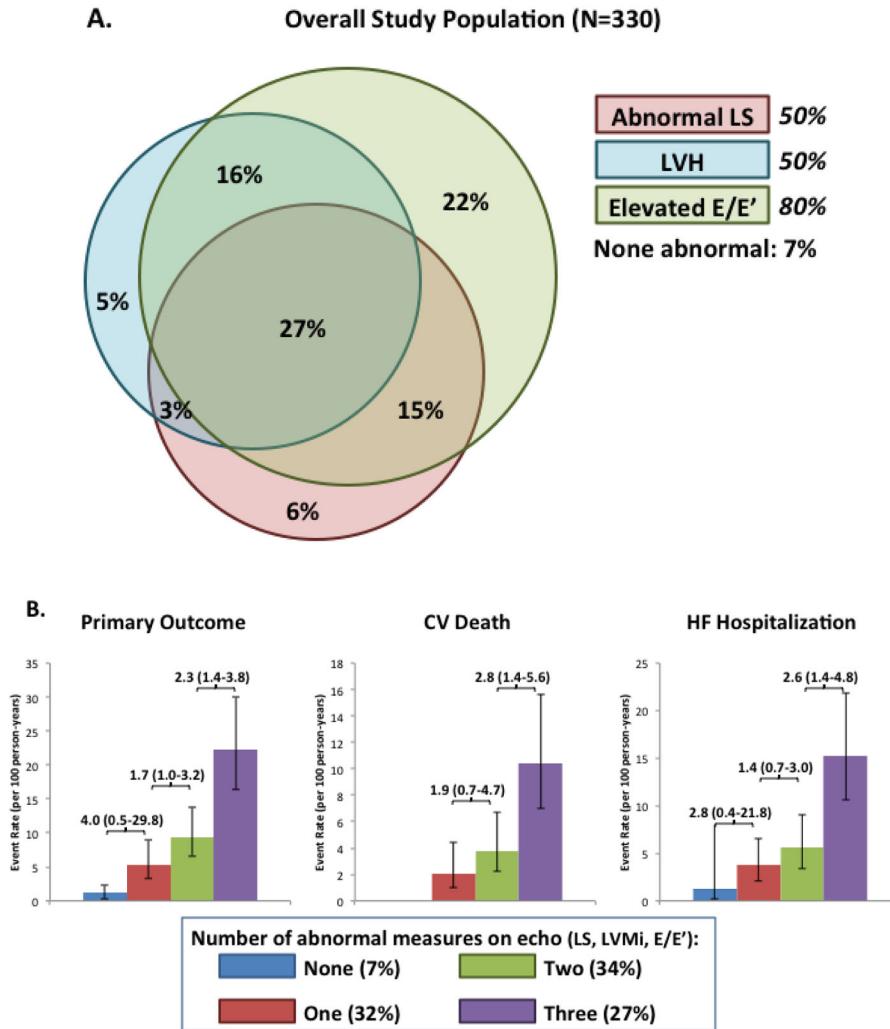 A.
Overall Study Population (N=330)
Abnormal LS 50%
LVH 50%
Elevated E/E’ 80%
None abnormal: 7%
16%
22%
5%
27%
3%
15%
6%
B.
Primary Outcome
Event Rate (per 100 person-years)
35
30
25
20
15
10
5
0
4.0 (0.5-29.8)
1.7 (1.0-3.2)
2.3 (1.4-3.8)
CV Death
Event Rate (per 100 person-years)
18
16
14
12
10
8
6
4
2
0
1.9 (0.7-4.7)
2.8 (1.4-5.6)
HF Hospitalization
Event Rate (per 100 person-years)
25
20
15
10
5
0
2.8 (0.4-21.8)
1.4 (0.7-3.0)
2.6 (1.4-4.8)
Number of abnormal measures on echo (LS, LVMi, E/E’):
None (7%) Two (34%)
One (32%) Three (27%)